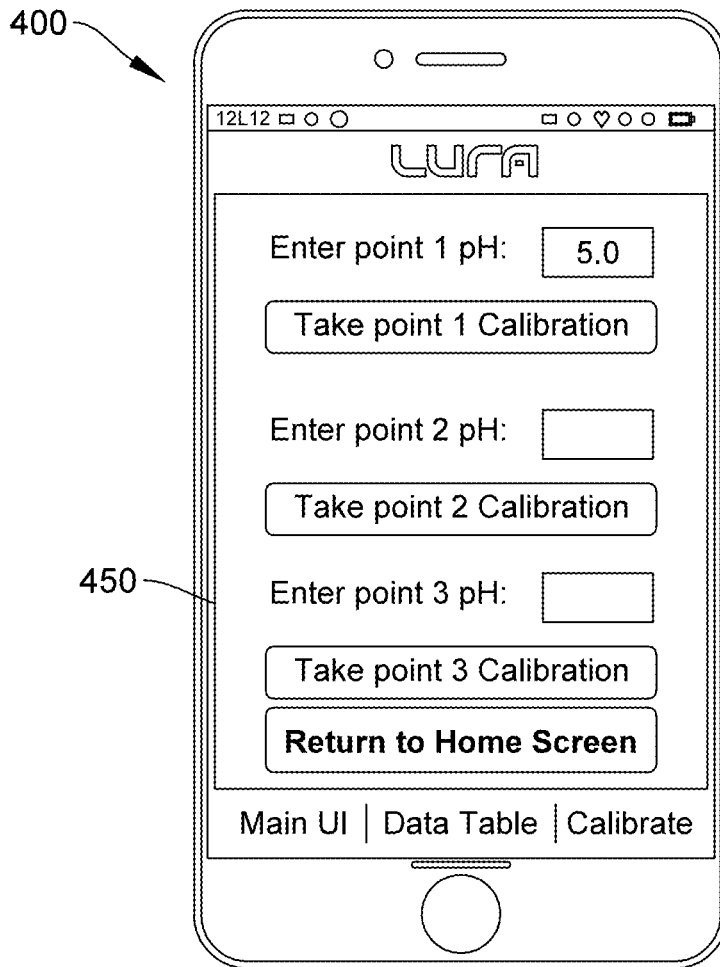 400
12L12
LURA
Enter point 1 pH: 5.0
Take point 1 Calibration
Enter point 2 pH:
Take point 2 Calibration
450
Enter point 3 pH:
Take point 3 Calibration
Return to Home Screen
Main UI | Data Table | Calibrate